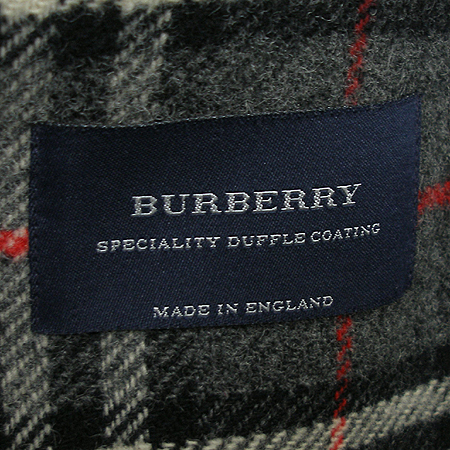 BURBERRY
SPECIALITY DUFFLE COATING
MADE IN ENGLAND